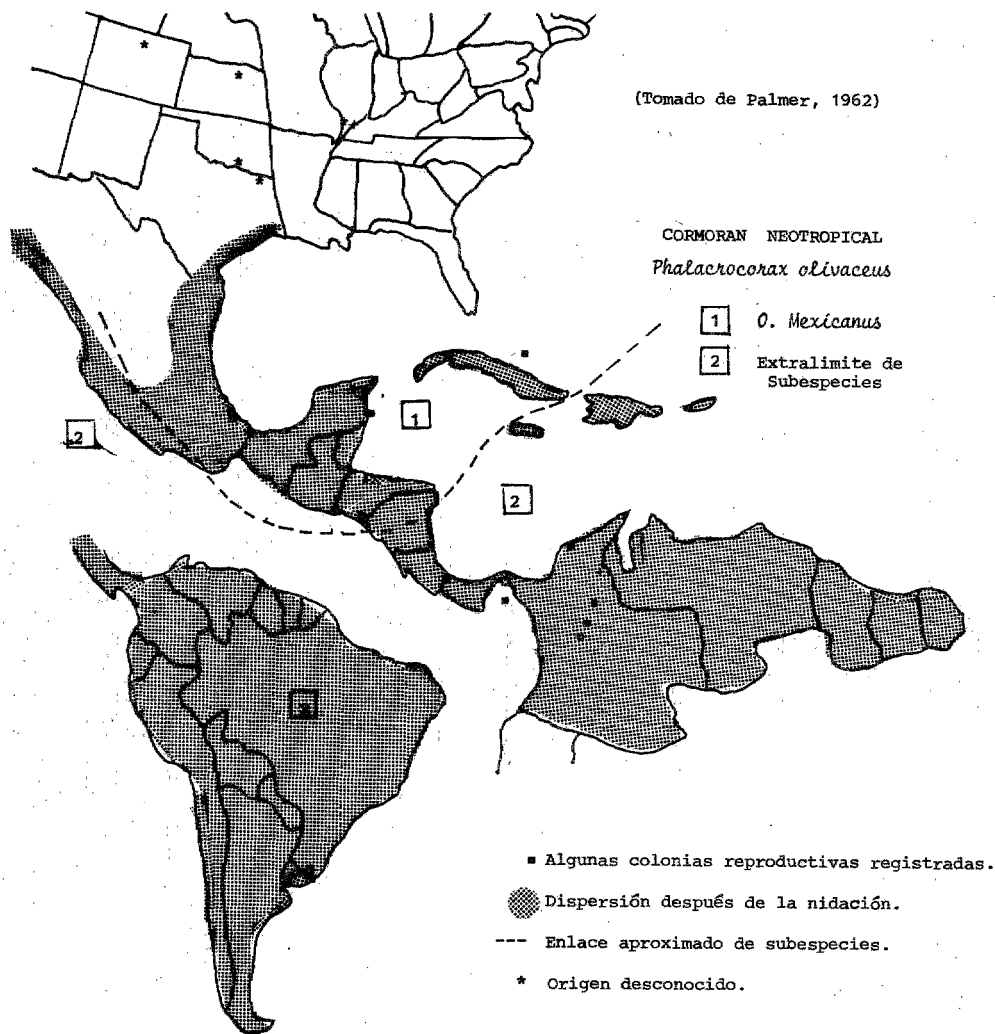 (Tomado de Palmer, 1962)
CORMORAN NEOTROPICAL
Phalacrocorax olivaceus
1 O. Mexicanus
2 Extralimite de
Subespecies
1
2
2
2
▪ Algunas colonias reproductivas registradas.
Dispersión después de la nidación.
--- Enlace aproximado de subespecies.
* Origen desconocido.